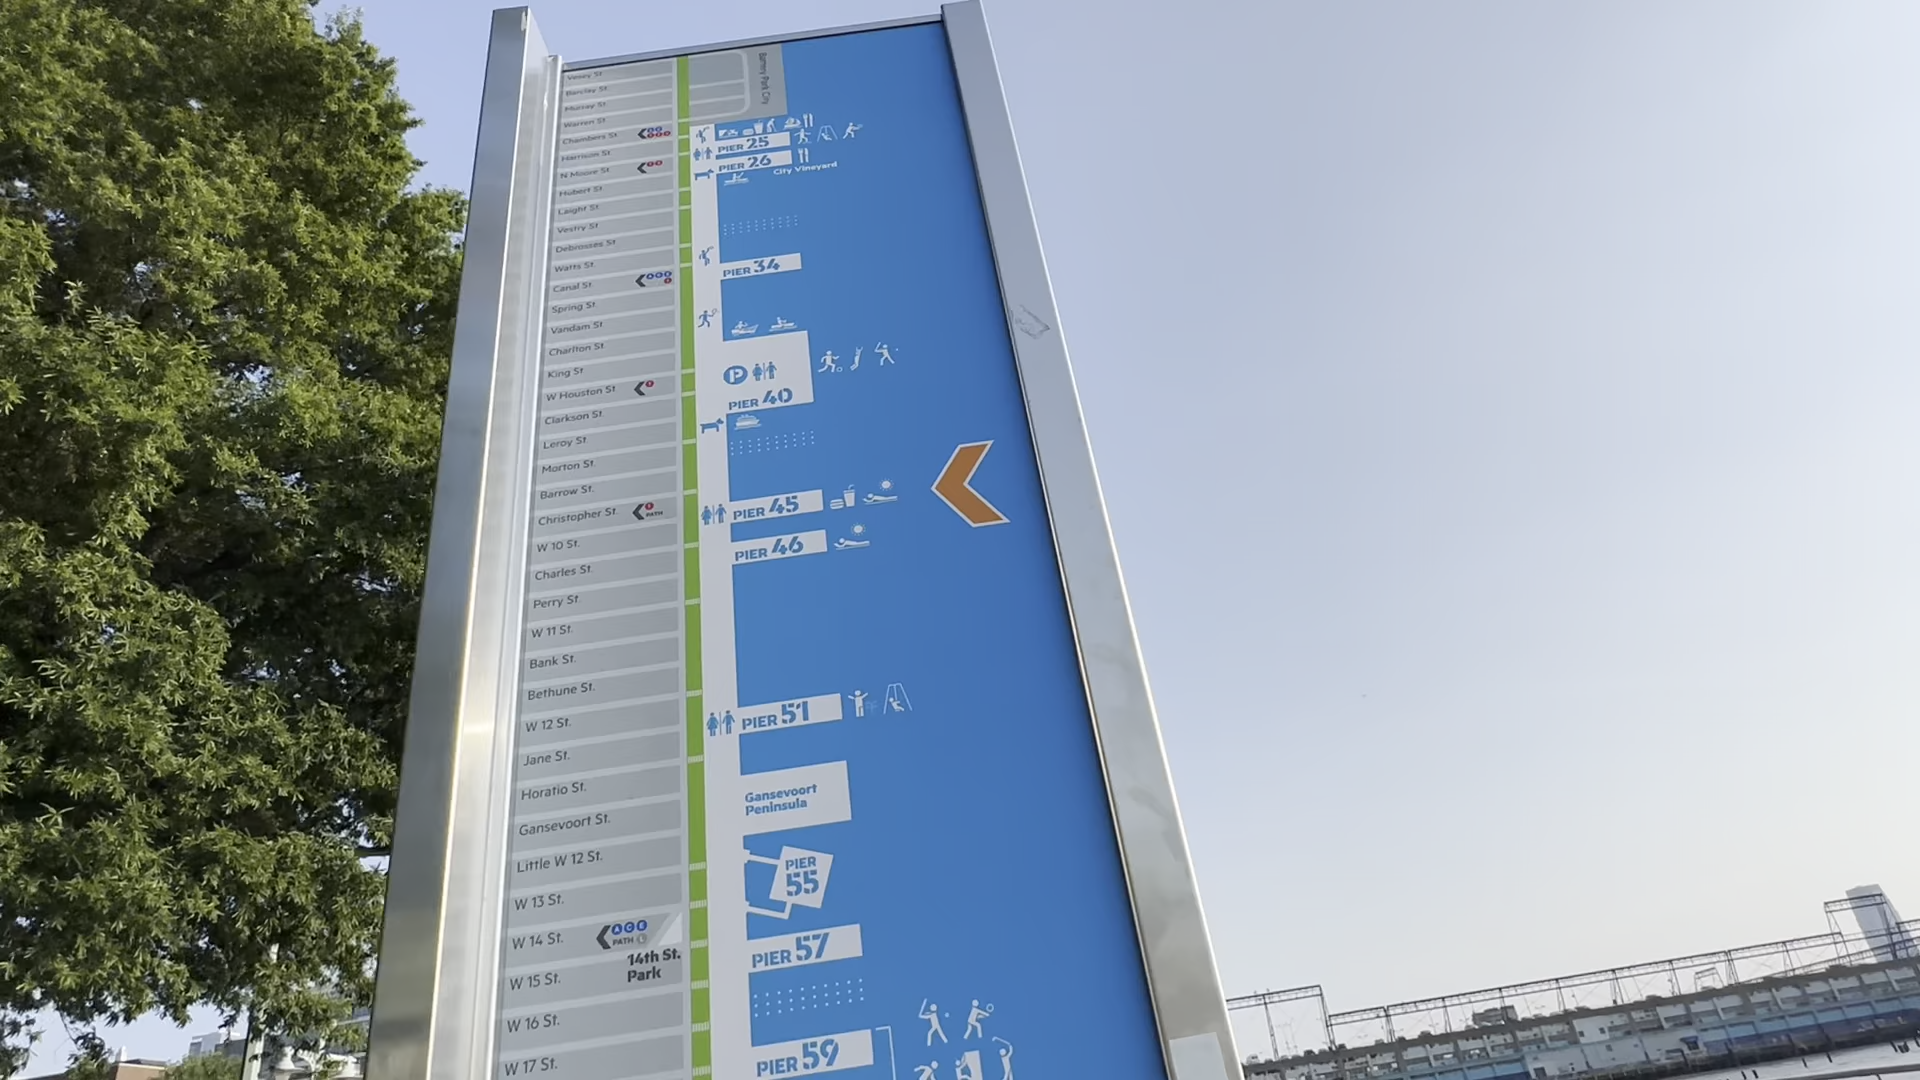 Vesey St.
Barclay St.
Murray St.
Warren St.
Chambers St.
Harrison St.
N Moore St.
Hubert St.
Laight St.
Vestry St.
Debrosses St.
Watts St.
Canal St.
Spring St.
Vandam St.
Charlton St.
King St.
W Houston St.
Clarkson St.
Leroy St.
Morton St.
Barrow St.
Christopher St.
PATH
W 10 St.
Charles St.
Perry St.
W 11 St.
Bank St.
Bethune St.
W 12 St.
Jane St.
Horatio St.
Gansevoort St.
Little W 12 St.
W 13 St.
W 14 St.
A C E
PATH L
14th St.
Park
W 15 St.
W 16 St.
W 17 St.
Battery Park City
PIER 25
PIER 26
City Vineyard
PIER 34
P
PIER 40
PIER 45
PIER 46
PIER 51
Gansevoort
Peninsula
PIER
55
PIER 57
PIER 59